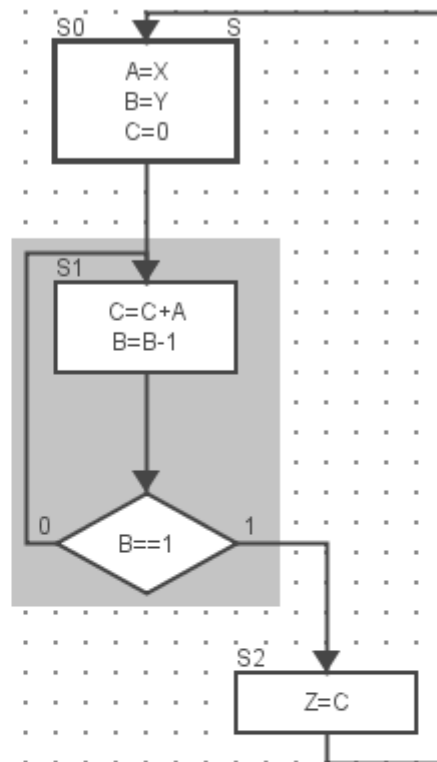 S0 S
A=X
B=Y
C=0
S1
C=C+A
B=B-1
0 B==1 1
S2
Z=C